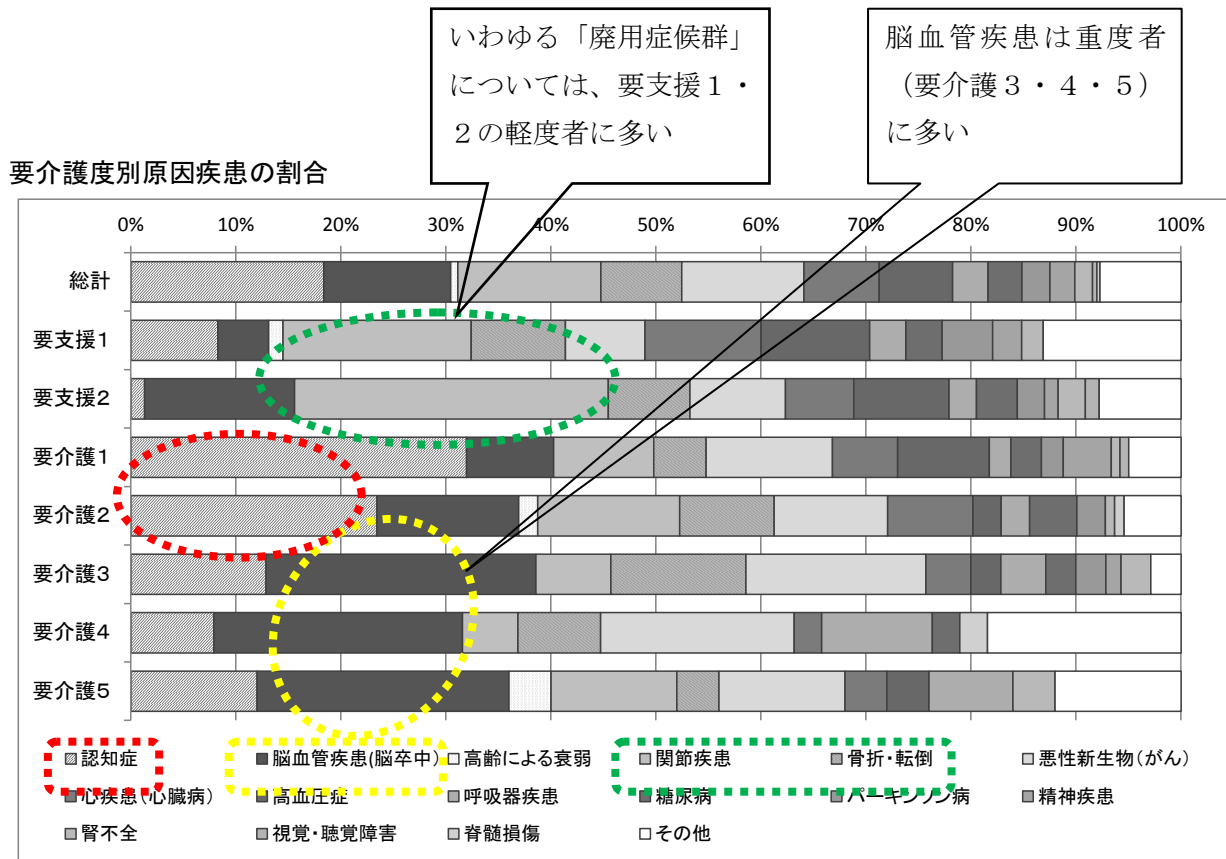 いわゆる「廃用症候群」
については、要支援１・
２の軽度者に多い
脳血管疾患は重度者
（要介護３・４・５）
に多い
要介護度別原因疾患の割合
0% 10% 20% 30% 40% 50% 60% 70% 80% 90% 100%
総計
要支援1
要支援2
要介護1
要介護2
要介護3
要介護4
要介護5
認知症 脳血管疾患(脳卒中) 高齢による衰弱 関節疾患 骨折・転倒 悪性新生物(がん)
心疾患(心臓病) 高血圧症 呼吸器疾患 糖尿病 パーキンソン病 精神疾患
腎不全 視覚・聴覚障害 脊髄損傷 その他